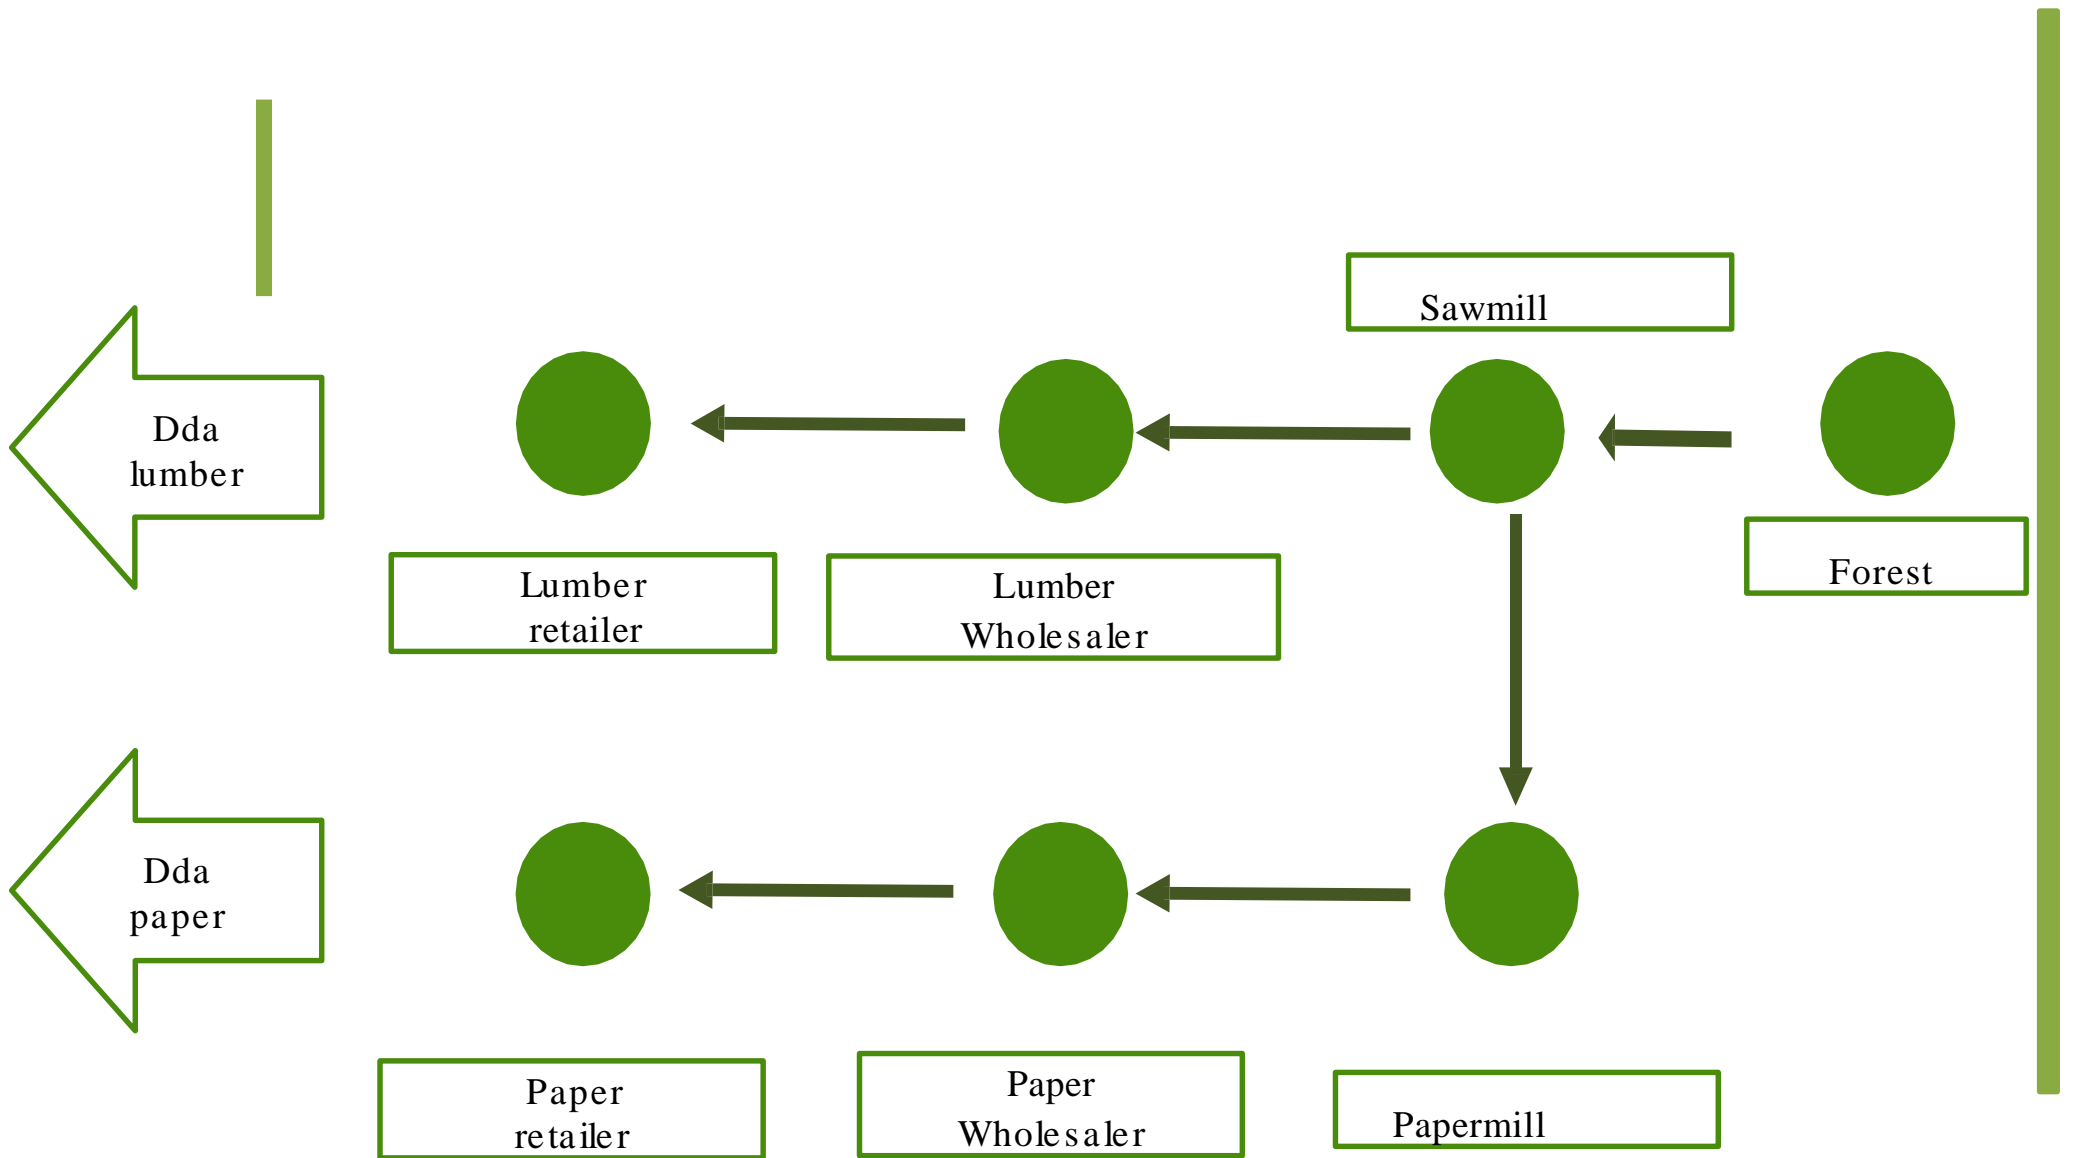 Sawmill
Dda
lumber
Forest
Lumber
retailer
Lumber
Wholesaler
Dda
paper
Paper
retailer
Paper
Wholesaler
Papermill